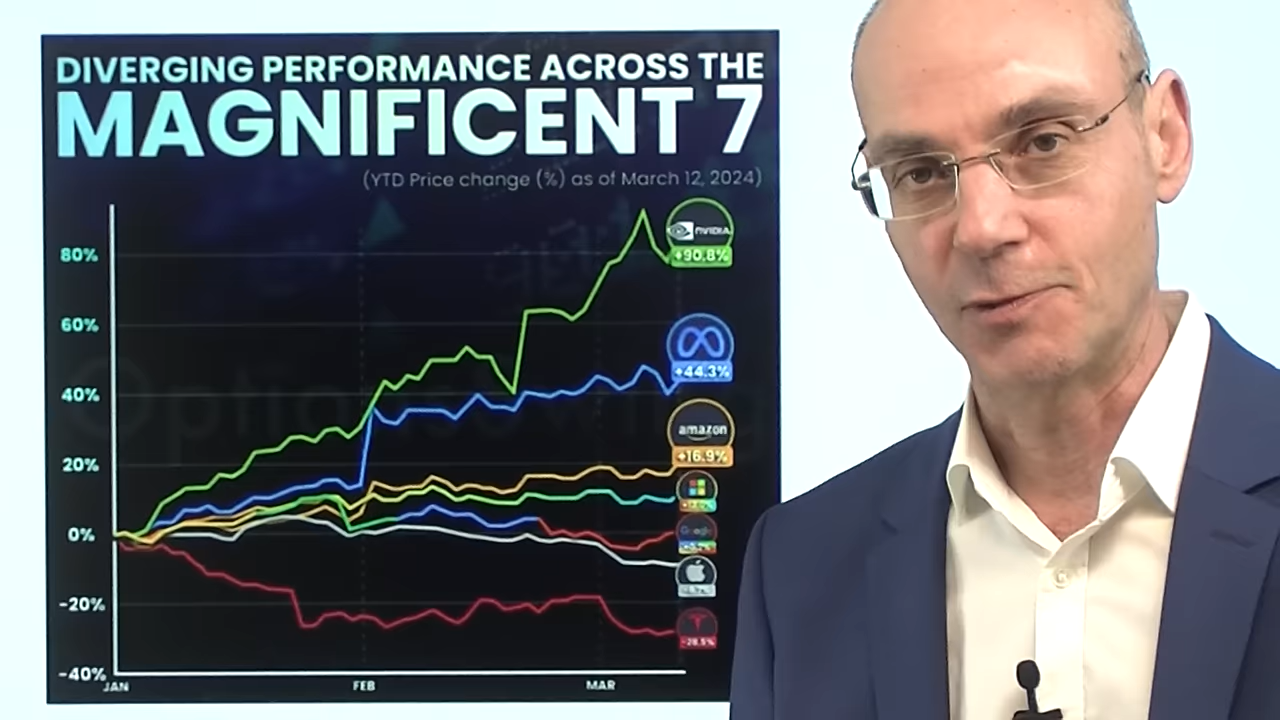 DIVERGING PERFORMANCE ACROSS THE
MAGNIFICENT 7
(YTD Price change (%) as of March 12, 2024)
80%
60%
40%
20%
0%
-20%
-40%
JAN
FEB
MAR
NVIDIA
+90.8%
+44.3%
amazon
+16.9%
Google
-28.5%